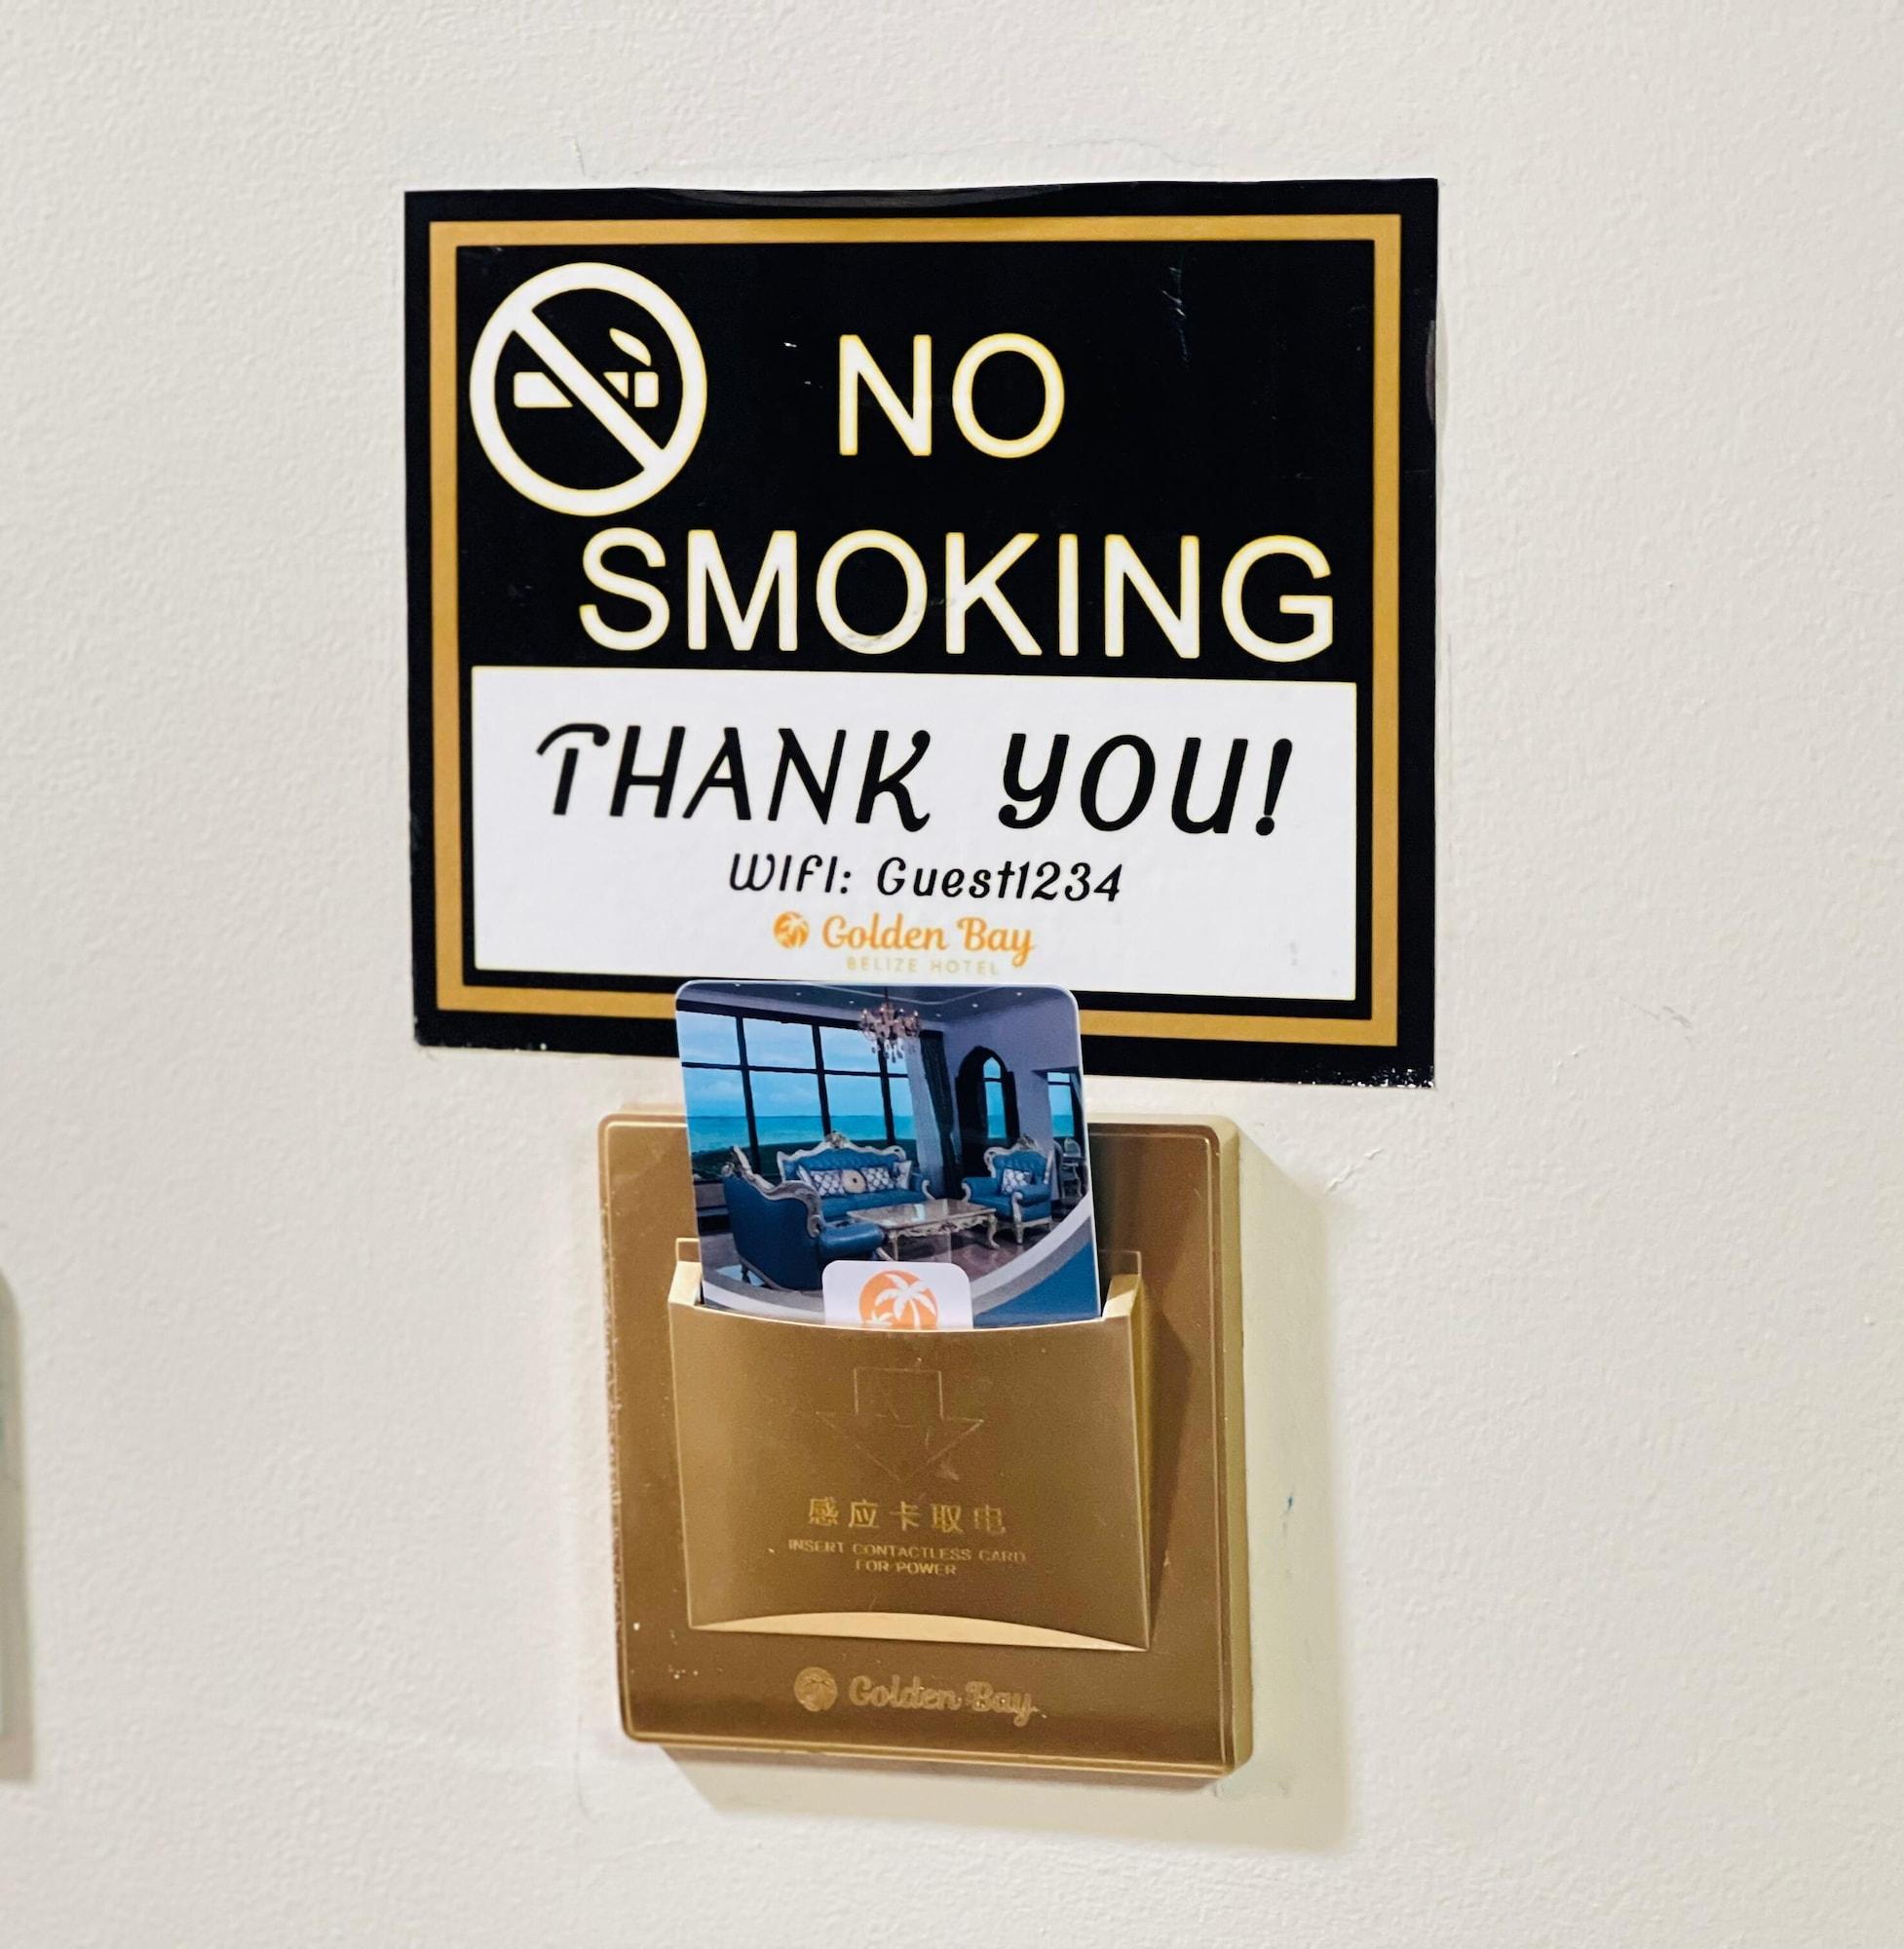 NO
SMOKING
THANK YOU!
WIFI: Guest1234
Golden Bay
BELIZE HOTEL
感应卡取电
INSERT CONTACTLESS CARD
FOR POWER
Golden Bay